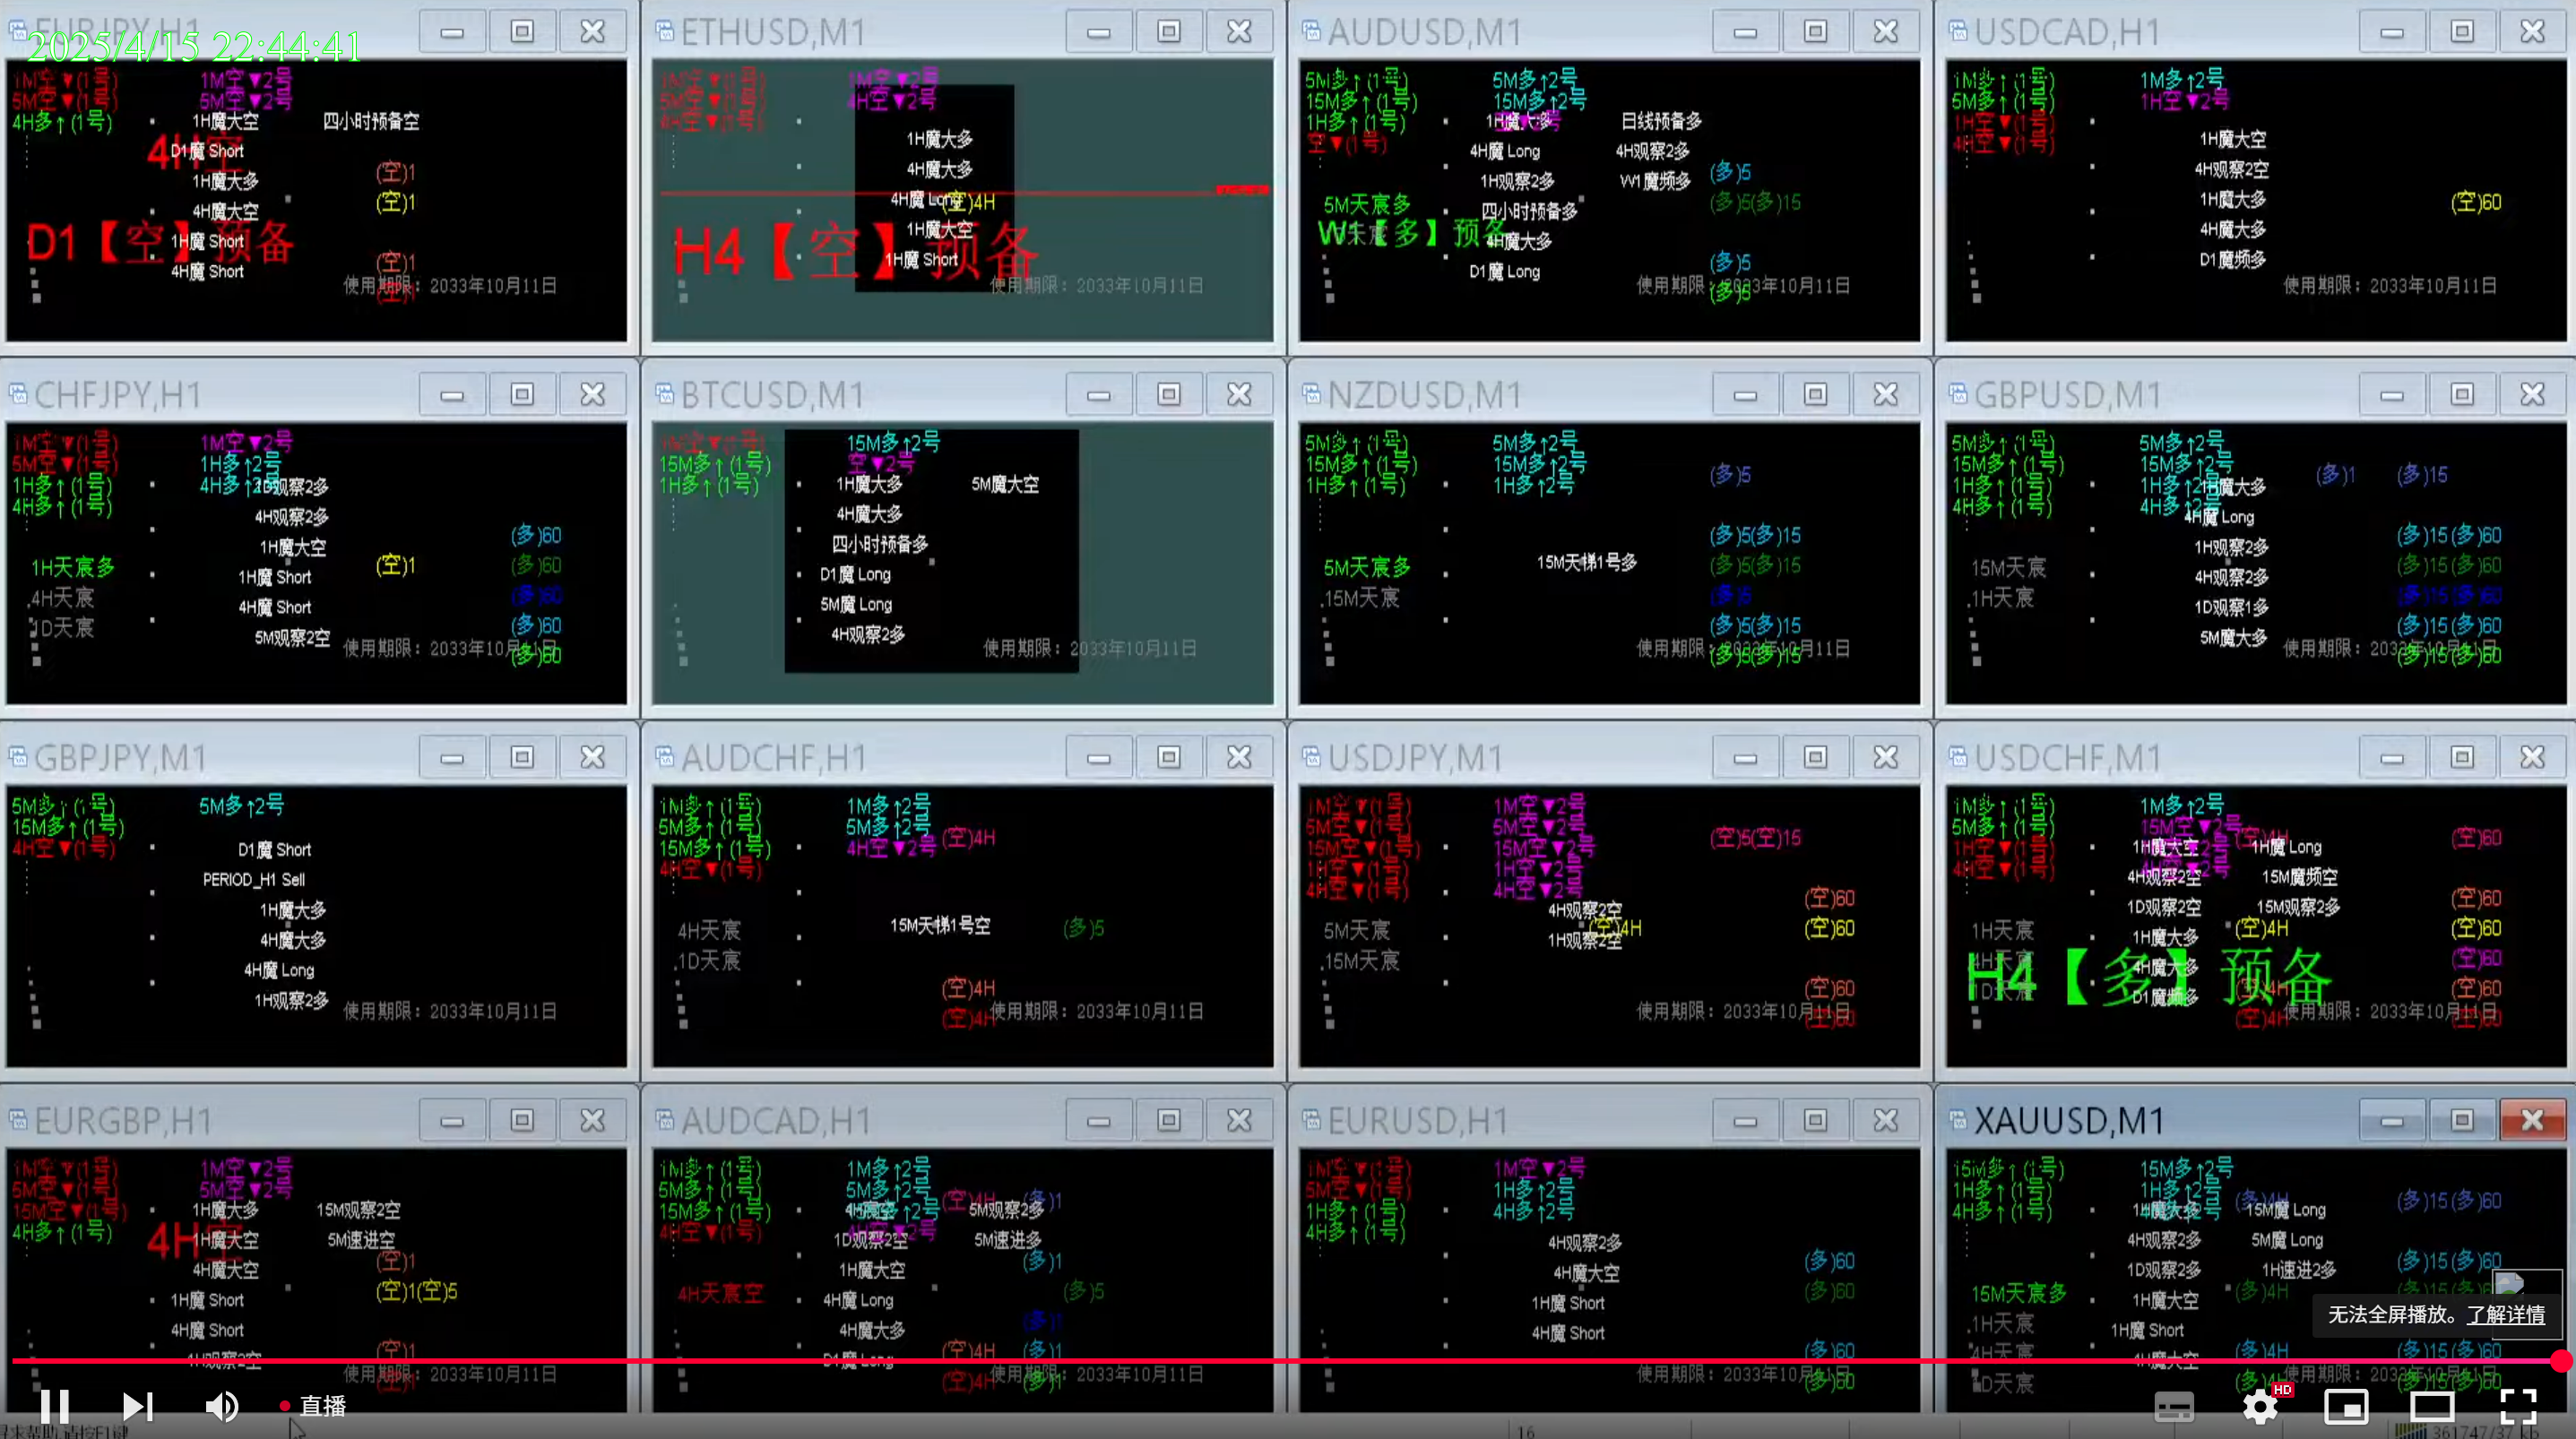 EURJPY,H1
2025/4/15 22:44:41
1M空▼(1号) 1M空▼2号
5M空▼(1号) 5M空▼2号
4H多↑(1号) 1H魔大空 四小时预备空
4H空
D1魔 Short
(空)1
1H魔大多
4H魔大空 (空)1
D1【空】预备
1H魔 Short
4H魔 Short (空)1
使用期限：2033年10月11日
(空)1
ETHUSD,M1
1M空▼(1号) 1M空▼2号
5M空▼(1号) 4H空▼2号
4H空▼(1号)
1H魔大多
4H魔大多
4H魔 Long (空)4H
1H魔大空
H4【空】预备
1H魔 Short
使用期限：2033年10月11日
AUDUSD,M1
5M多↑(1号) 5M多↑2号
15M多↑(1号) 15M多↑2号
1H多↑(1号) 1H魔大多 日线预备多
空▼(1号) 4H魔 Long 4H观察2多
1H观察2多 W1魔频多 (多)5
5M天宸多 四小时预备多 (多)5(多)15
W1【多】预备
4H魔大多
D1魔 Long (多)5
使用期限：2033年10月11日
(多)5
USDCAD,H1
1M多↑(1号) 1M多↑2号
5M多↑(1号) 1H空▼2号
1H空▼(1号)
4H空▼(1号)
1H魔大空
4H观察2空
1H魔大多 (空)60
4H魔大多
D1魔频多
使用期限：2033年10月11日
CHFJPY,H1
1M空▼(1号) 1M空▼2号
5M空▼(1号) 1H多↑2号
1H多↑(1号) 4H多↑2号
4H多↑(1号)
观察2多
4H观察2多
1H魔大空 (多)60
1H天宸多 (空)1 (多)60
1H魔 Short
4H天宸 4H魔 Short (多)60
1D天宸 5M观察2空 (多)60
使用期限：2033年10月11日
(多)60
BTCUSD,M1
1M空▼(1号) 15M多↑2号
15M多↑(1号) 空▼2号
1H多↑(1号) 1H魔大多 5M魔大空
4H魔大多
四小时预备多
D1魔 Long
5M魔 Long
4H观察2多
使用期限：2033年10月11日
NZDUSD,M1
5M多↑(1号) 5M多↑2号
15M多↑(1号) 15M多↑2号
1H多↑(1号) 1H多↑2号
(多)5
(多)5(多)15
5M天宸多 15M天梯1号多 (多)5(多)15
15M天宸 (多)5
(多)5(多)15
使用期限：2033年10月11日
(多)5(多)15
GBPUSD,M1
5M多↑(1号) 5M多↑2号
15M多↑(1号) 15M多↑2号
1H多↑(1号) 1H多↑2号
4H多↑(1号) 4H多↑2号
(多)1 (多)15
魔大多
4H魔 Long
1H观察2多 (多)15(多)60
15M天宸 4H观察2多 (多)15(多)60
1H天宸 1D观察1多 (多)15(多)60
5M魔大多 (多)15(多)60
使用期限：2033年10月11日
(多)15(多)60
GBPJPY,M1
5M多↑(1号) 5M多↑2号
15M多↑(1号)
4H空▼(1号)
D1魔 Short
PERIOD_H1 Sell
1H魔大多
4H魔大多
4H魔 Long
1H观察2多
使用期限：2033年10月11日
AUDCHF,H1
1M多↑(1号) 1M多↑2号
5M多↑(1号) 5M多↑2号
15M多↑(1号) 4H空▼2号 (空)4H
4H空▼(1号)
4H天宸 15M天梯1号空 (多)5
1D天宸
(空)4H
使用期限：2033年10月11日
(空)4H
USDJPY,M1
1M空▼(1号) 1M空▼2号
5M空▼(1号) 5M空▼2号
15M空▼(1号) 15M空▼2号 (空)5(空)15
1H空▼(1号) 1H空▼2号
4H空▼(1号) 4H空▼2号
4H观察2空 (空)60
5M天宸 (空)4H (空)60
1H观察2空
15M天宸
(空)60
使用期限：2033年10月11日
(空)60
USDCHF,M1
1M多↑(1号) 1M多↑2号
5M多↑(1号) 15M空▼2号 (空)4H (空)60
1H空▼(1号) 1H魔大空 1H魔 Long
4H空▼(1号) 4H观察2空 15M魔频空
1D观察2空 15M观察2多 (空)60
1H天宸 1H魔大多 (空)4H (空)60
4H天宸 4H魔大多 (空)60
H4【多】预备
1D天宸 D1魔频多 (空)4H (空)60
使用期限：2033年10月11日
(空)4H (空)60
EURGBP,H1
1M空▼(1号) 1M空▼2号
5M空▼(1号) 5M空▼2号
15M空▼(1号) 1H魔大多 15M观察2空
4H多↑(1号)
4H空
1H魔大空 5M速进空
4H魔大空 (空)1
1H魔 Short (空)1(空)5
4H魔 Short
1H观察2空 (空)1
使用期限：2033年10月11日
AUDCAD,H1
1M多↑(1号) 1M多↑2号
5M多↑(1号) 5M多↑2号
15M多↑(1号) 15M多↑2号 (空)4H (多)1 5M观察2多
4H空▼(1号) 4H空▼2号
1D观察2空 5M速进多
1H魔大空 (多)1
4H天宸空 4H魔 Long (多)5
4H魔大多 (多)1
D1魔 Long (空)4H (多)1
使用期限：2033年10月11日
(空)4H (多)1
EURUSD,H1
1M空▼(1号) 1M空▼2号
5M空▼(1号) 1H多↑2号
1H多↑(1号) 4H多↑2号
4H多↑(1号)
4H观察2多
4H魔大空 (多)60
1H魔 Short (多)60
4H魔 Short
(多)60
使用期限：2033年10月11日
(多)60
XAUUSD,M1
15M多↑(1号) 15M多↑2号
1H多↑(1号) 1H多↑2号 (多)4H (多)15(多)60
4H多↑(1号) 1H魔大多 15M魔 Long
4H观察2多 5M魔 Long
1D观察2多 1H速进2多 (多)15(多)60
15M天宸多 1H魔大空 (多)4H
1H天宸 1H魔 Short
4H天宸 4H魔大空 (多)4H (多)15(多)60
1D天宸
使用期限：2033年10月11日
(多)15(多)60
无法全屏播放。了解详情
直播
HD
16
361747/37 kb